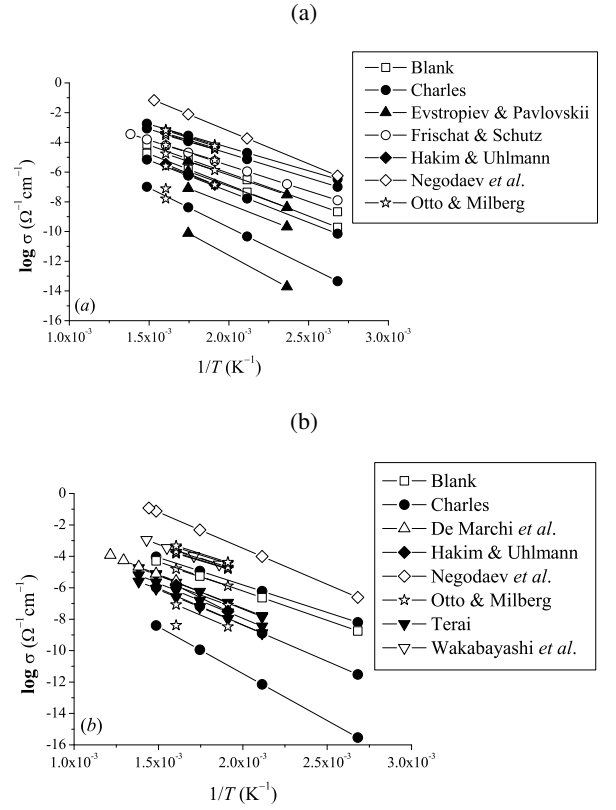 (a)
0
-2
-4
-6
-8
-10
-12
-14
-16
log σ (Ω⁻¹cm⁻¹)
(a)
1.0x10⁻³ 1.5x10⁻³ 2.0x10⁻³ 2.5x10⁻³ 3.0x10⁻³
1/T (K⁻¹)
Blank
Charles
Evstropiev & Pavlovskii
Frischat & Schutz
Hakim & Uhlmann
Negodaev et al.
Otto & Milberg
(b)
0
-2
-4
-6
-8
-10
-12
-14
-16
log σ (Ω⁻¹cm⁻¹)
(b)
1.0x10⁻³ 1.5x10⁻³ 2.0x10⁻³ 2.5x10⁻³ 3.0x10⁻³
1/T (K⁻¹)
Blank
Charles
De Marchi et al.
Hakim & Uhlmann
Negodaev et al.
Otto & Milberg
Terai
Wakabayashi et al.